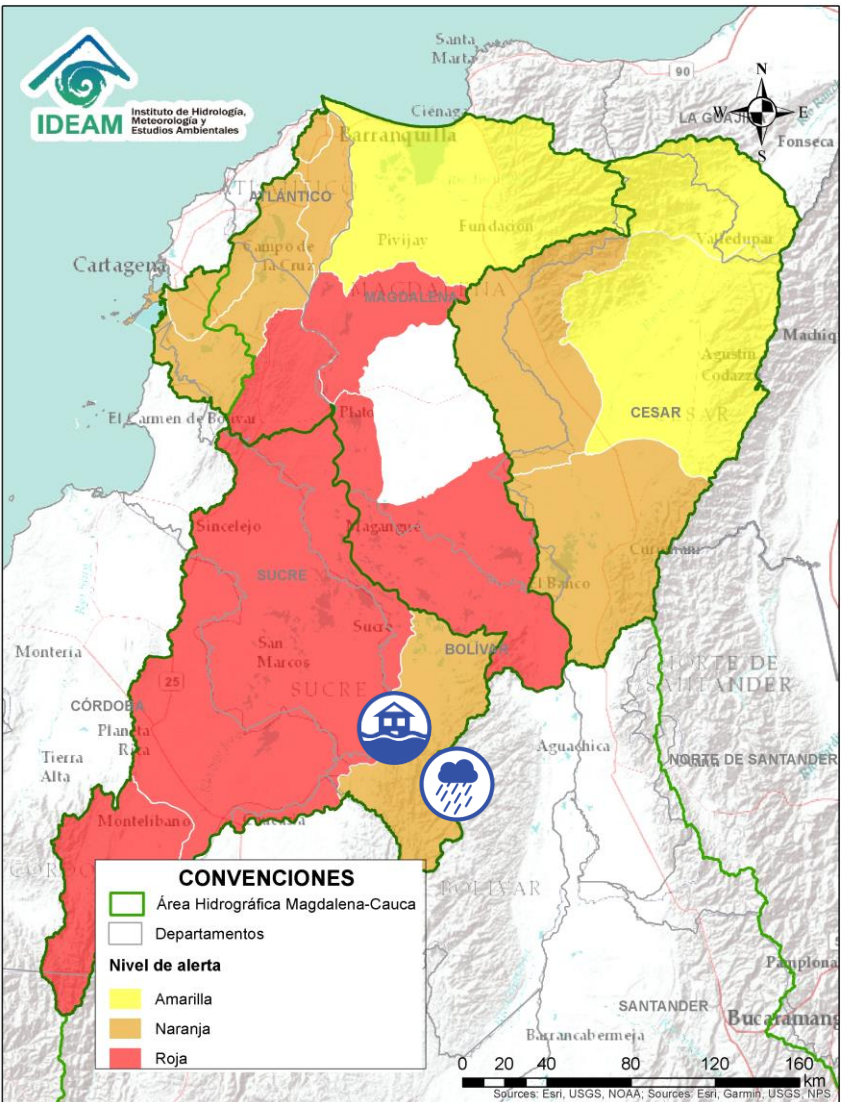 IDEAM
Instituto de Hidrología,
Meteorología y
Estudios Ambientales
Santa
Marta
90
N
W
E
S
LA GUAJIRA
Ciénaga
Fonseca
Barranquilla
ATLÁNTICO
ATLÁNTICO
Fundación
Pivijay
Valledupar
Campo de
la Cruz
Cartagena
MAGDALENA
MAGDALENA
Agustín
Codazzi
Plato
El Carmen de Bolívar
CESAR
CESAR
Sincelejo
Magangué
SUCRE
El Banco
Sucre
San
Marcos
BOLÍVAR
Montería
SUCRE
25
NORTE DE
SANTANDER
CÓRDOBA
Planeta
Rica
Aguachica
NORTE DE SANTANDER
Tierra
Alta
Montelibano
BOLÍVAR
CONVENCIONES
Área Hidrográfica Magdalena-Cauca
Departamentos
Nivel de alerta
Amarilla
Naranja
Roja
Pamplona
SANTANDER
Bucaramang
Barrancabermeja
0 20 40 80 120 160
km
Sources: Esri, USGS, NOAA; Sources: Esri, Garmin, USGS, NPS